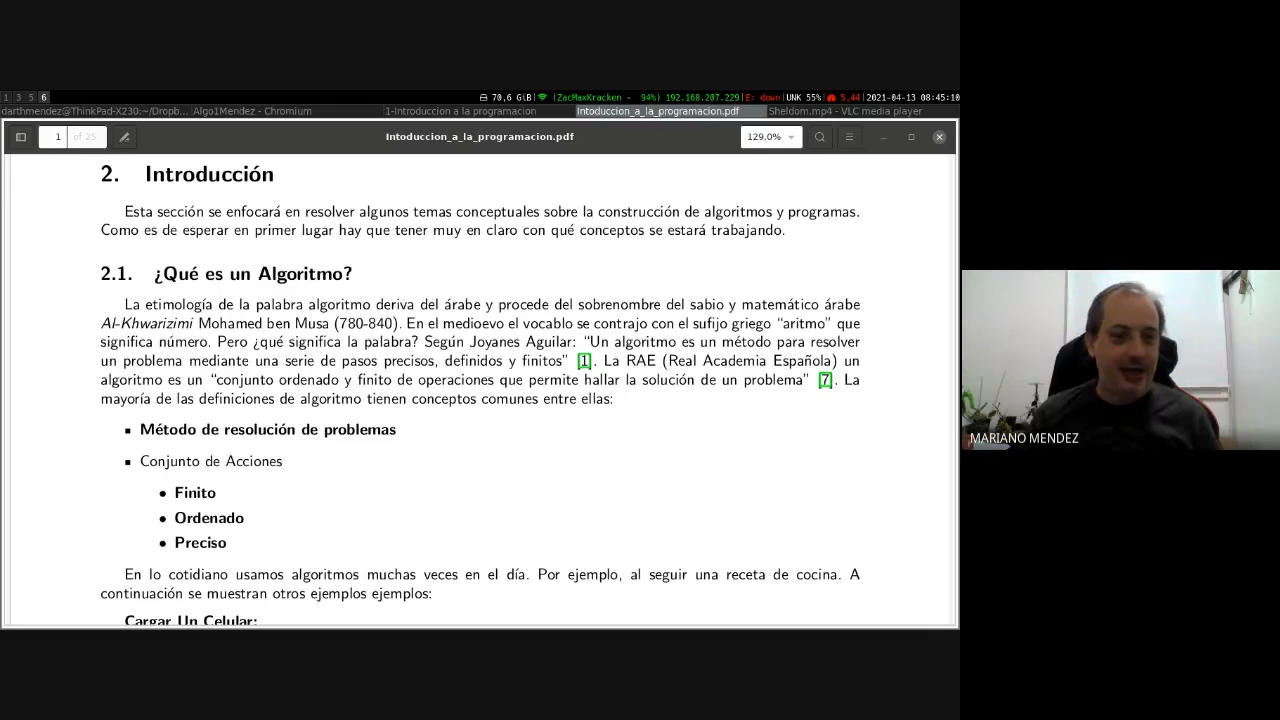 1 3 5 6
70,6 GiB| (ZacMaxKracken - 94%) 192.168.207.229|E: down|UNK 55%| 5,44|2021-04-13 08:45:10
darthmendez@ThinkPad-X230:~/Dropb... Algo1Mendez - Chromium 1-Introduccion a la programacion Intoduccion_a_la_programacion.pdf Sheldom.mp4 - VLC media player
1 of 25 Intoduccion_a_la_programacion.pdf 129,0%
2. Introducción
Esta sección se enfocará en resolver algunos temas conceptuales sobre la construcción de algoritmos y programas.
Como es de esperar en primer lugar hay que tener muy en claro con qué conceptos se estará trabajando.
2.1. ¿Qué es un Algoritmo?
La etimología de la palabra algoritmo deriva del árabe y procede del sobrenombre del sabio y matemático árabe
Al-Khwarizimi Mohamed ben Musa (780-840). En el medioevo el vocablo se contrajo con el sufijo griego “aritmo” que
significa número. Pero ¿qué significa la palabra? Según Joyanes Aguilar: “Un algoritmo es un método para resolver
un problema mediante una serie de pasos precisos, definidos y finitos” [1]. La RAE (Real Academia Española) un
algoritmo es un “conjunto ordenado y finito de operaciones que permite hallar la solución de un problema” [7]. La
mayoría de las definiciones de algoritmo tienen conceptos comunes entre ellas:
▪ Método de resolución de problemas
▪ Conjunto de Acciones
• Finito
• Ordenado
• Preciso
En lo cotidiano usamos algoritmos muchas veces en el día. Por ejemplo, al seguir una receta de cocina. A
continuación se muestran otros ejemplos ejemplos:
Cargar Un Celular:
MARIANO MENDEZ